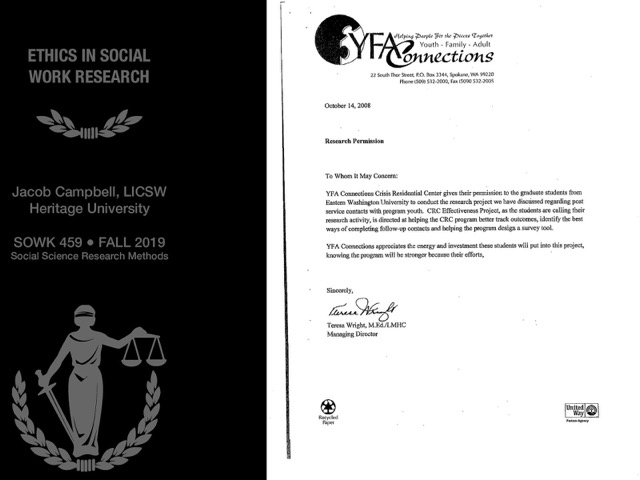 ETHICS IN SOCIAL
WORK RESEARCH
Jacob Campbell, LICSW
Heritage University
SOWK 459 • FALL 2019
Social Science Research Methods
Helping People Put the Pieces Together
YFA
Youth - Family - Adult
Connections
22 South Thor Street, P.O. Box 3344, Spokane, WA 99220
Phone (509) 532-2000, Fax (509) 532-2005
October 14, 2008
Research Permission
To Whom It May Concern:
YFA Connections Crisis Residential Center gives their permission to the graduate students from
Eastern Washington University to conduct the research project we have discussed regarding post
service contacts with program youth. CRC Effectiveness Project, as the students are calling their
research activity, is directed at helping the CRC program better track outcomes, identify the best
ways of completing follow-up contacts and helping the program design a survey tool.
YFA Connections appreciates the energy and investment these students will put into this project,
knowing the program will be stronger because their efforts,
Sincerely,
Teresa Wright
Teresa Wright, M.Ed./LMHC
Managing Director
Recycled
Paper
United
Way
Partner Agency